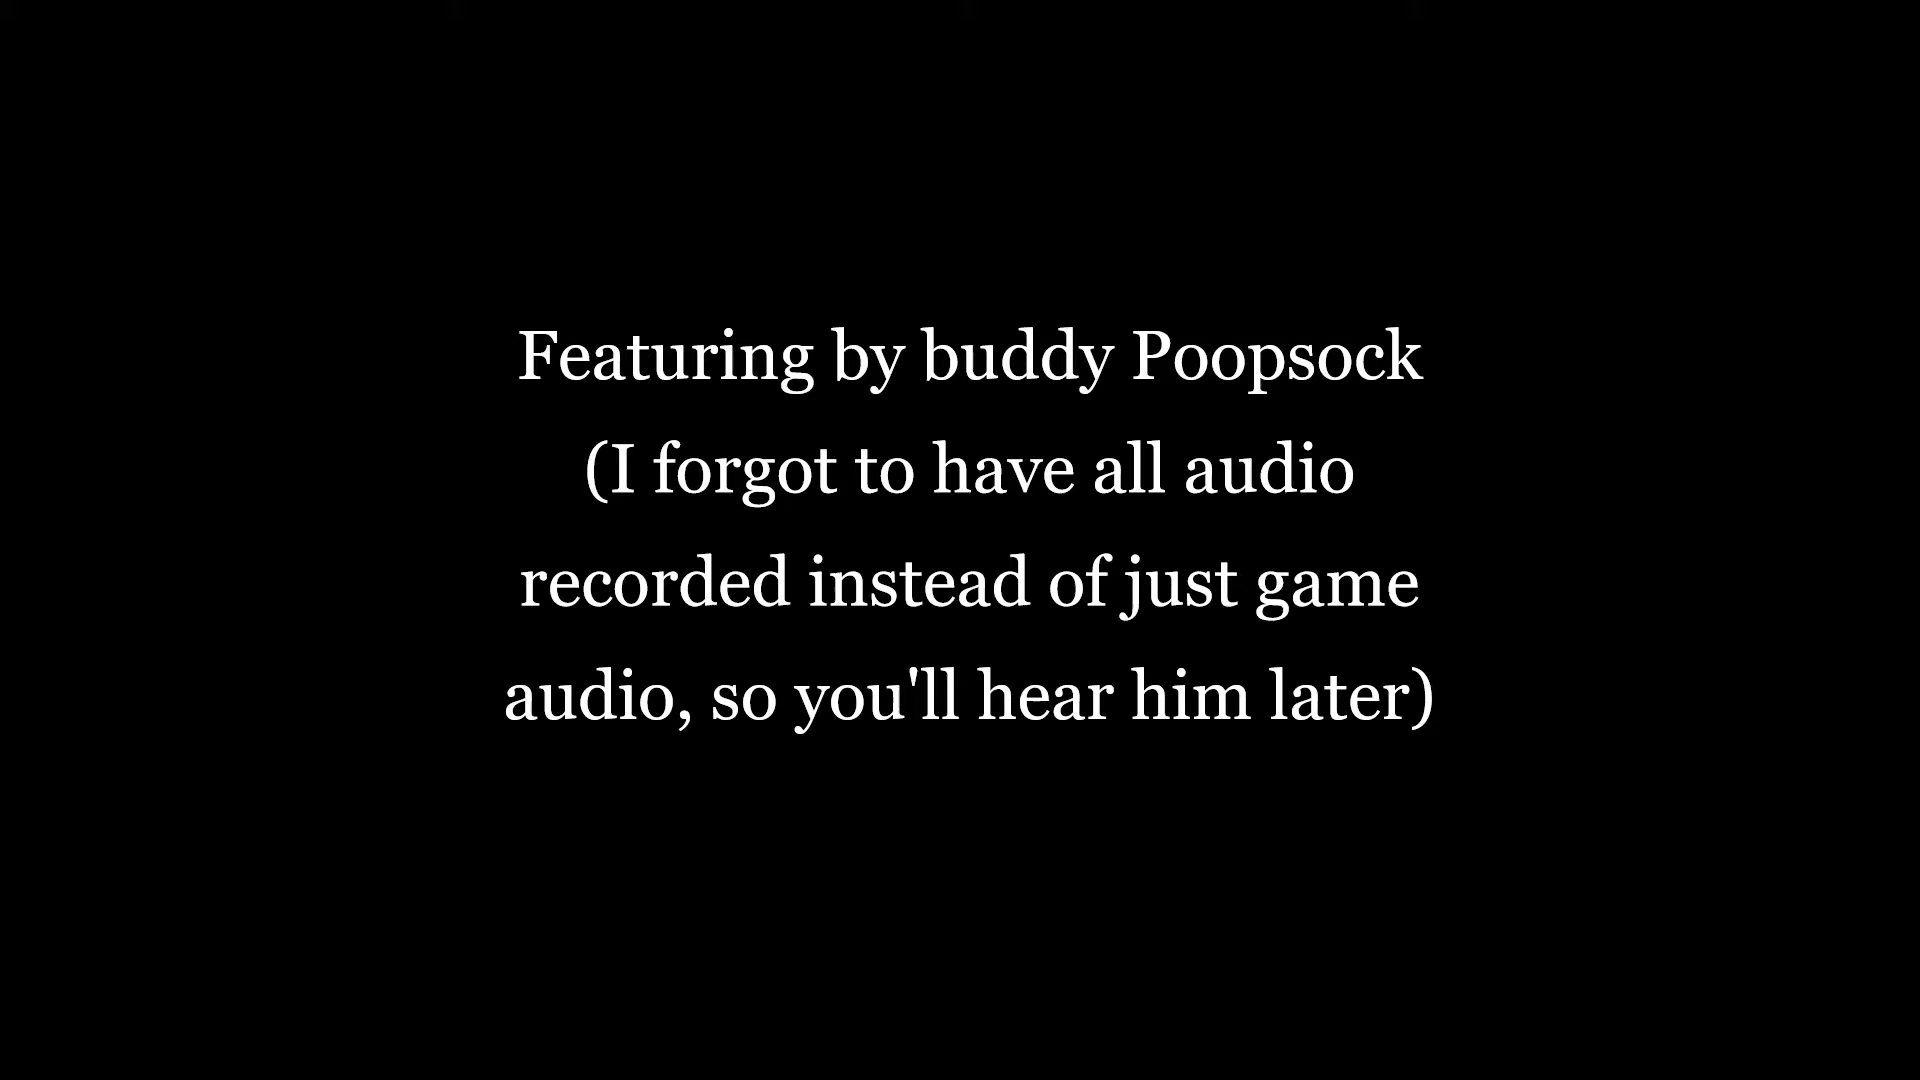 Featuring by buddy Poopsock
(I forgot to have all audio
recorded instead of just game
audio, so you'll hear him later)